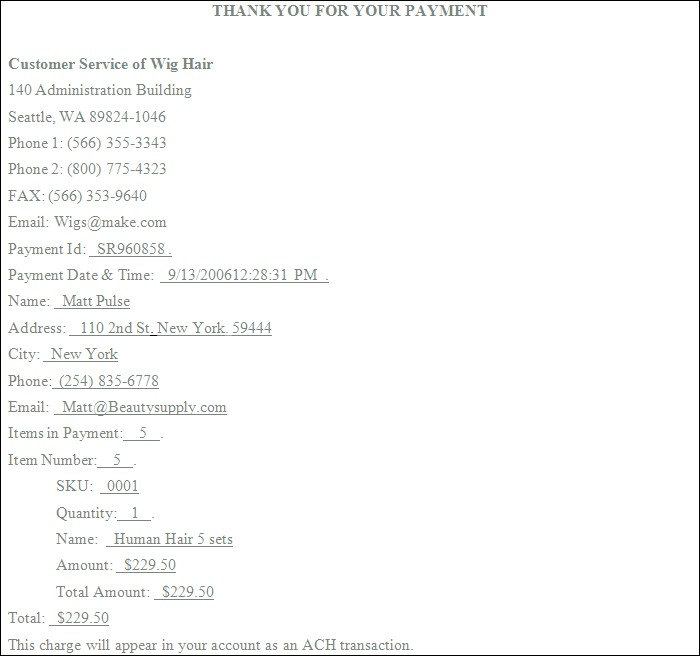 THANK YOU FOR YOUR PAYMENT
Customer Service of Wig Hair
140 Administration Building
Seattle, WA 89824-1046
Phone 1: (566) 355-3343
Phone 2: (800) 775-4323
FAX: (566) 353-9640
Email: Wigs@make.com
Payment Id: SR960858 .
Payment Date & Time: 9/13/200612:28:31 PM .
Name: Matt Pulse
Address: 110 2nd St. New York. 59444
City: New York
Phone: (254) 835-6778
Email: Matt@Beautysupply.com
Items in Payment: 5 .
Item Number: 5 .
SKU: 0001
Quantity: 1 .
Name: Human Hair 5 sets
Amount: $229.50
Total Amount: $229.50
Total: $229.50
This charge will appear in your account as an ACH transaction.